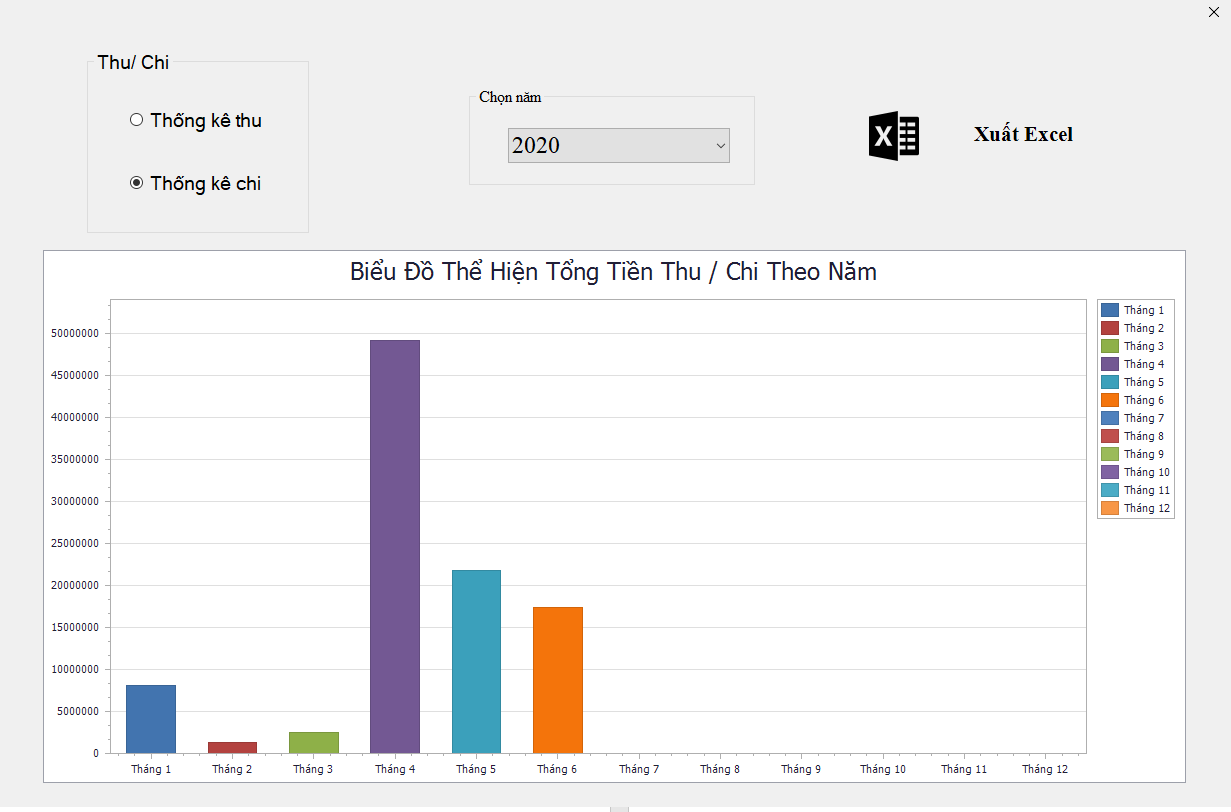 Thu/ Chi
Thống kê thu
Thống kê chi
Chọn năm
2020
X
Xuất Excel
Biểu Đồ Thể Hiện Tổng Tiền Thu / Chi Theo Năm
50000000
45000000
40000000
35000000
30000000
25000000
20000000
15000000
10000000
5000000
0
Tháng 1 Tháng 2 Tháng 3 Tháng 4 Tháng 5 Tháng 6 Tháng 7 Tháng 8 Tháng 9 Tháng 10 Tháng 11 Tháng 12
Tháng 1
Tháng 2
Tháng 3
Tháng 4
Tháng 5
Tháng 6
Tháng 7
Tháng 8
Tháng 9
Tháng 10
Tháng 11
Tháng 12